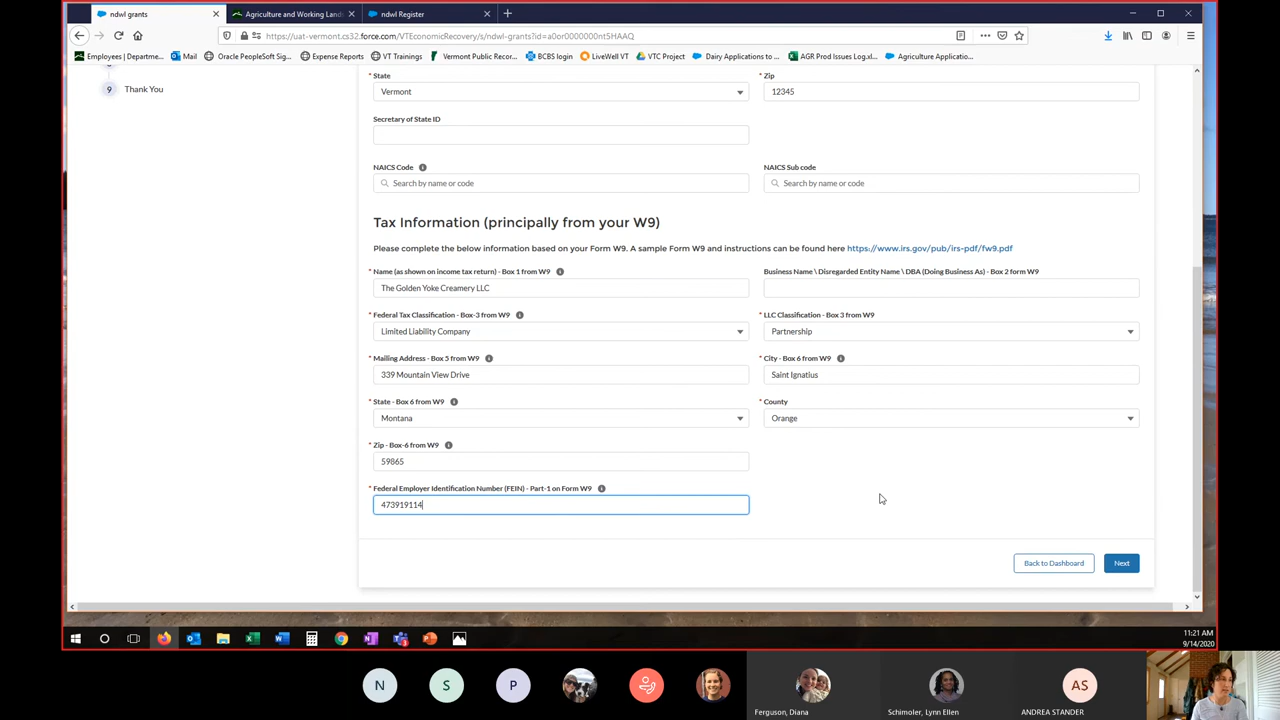 ndwl grants
Agriculture and Working Land
ndwl Register
https://uat-vermont.cs32.force.com/VTEconomicRecovery/s/ndwl-grants?id=a0or0000000nt5HAAQ
Employees | Departme...
Mail
Oracle PeopleSoft Sig...
Expense Reports
VT Trainings
Vermont Public Recor...
BCBS login
LiveWell VT
VTC Project
Dairy Applications to ...
AGR Prod Issues Log.xl...
Agriculture Applicatio...
9 Thank You
* State
* Zip
Vermont
12345
Secretary of State ID
NAICS Code
NAICS Sub code
Search by name or code
Search by name or code
Tax Information (principally from your W9)
Please complete the below information based on your Form W9. A sample Form W9 and instructions can be found here https://www.irs.gov/pub/irs-pdf/fw9.pdf
* Name (as shown on income tax return) - Box 1 from W9
Business Name \ Disregarded Entity Name \ DBA (Doing Business As) - Box 2 form W9
The Golden Yoke Creamery LLC
* Federal Tax Classification - Box-3 from W9
* LLC Classification - Box 3 from W9
Limited Liability Company
Partnership
* Mailing Address - Box 5 from W9
* City - Box 6 from W9
339 Mountain View Drive
Saint Ignatius
* State - Box 6 from W9
* County
Montana
Orange
* Zip - Box-6 from W9
59865
* Federal Employer Identification Number (FEIN) - Part-1 on Form W9
473919114
Back to Dashboard
Next
11:21 AM
9/14/2020
N
S
P
AS
Ferguson, Diana
Schimoler, Lynn Ellen
ANDREA STANDER